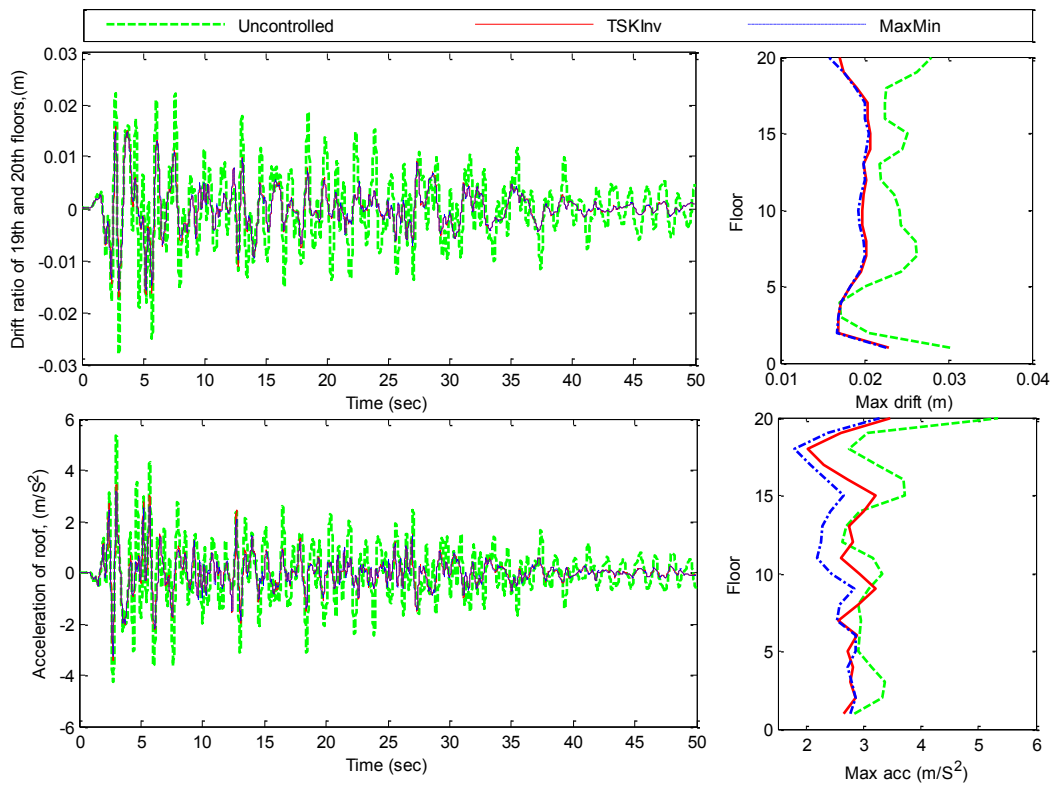 Uncontrolled TSKInv MaxMin
Drift ratio of 19th and 20th floors,(m)
0.03
0.02
0.01
0
-0.01
-0.02
-0.03
0 5 10 15 20 25 30 35 40 45 50
Time (sec)
Floor
20
15
10
5
0
0.01 0.02 0.03 0.04
Max drift (m)
Acceleration of roof, (m/S²)
6
4
2
0
-2
-4
-6
0 5 10 15 20 25 30 35 40 45 50
Time (sec)
Floor
20
15
10
5
0
2 3 4 5 6
Max acc (m/S²)